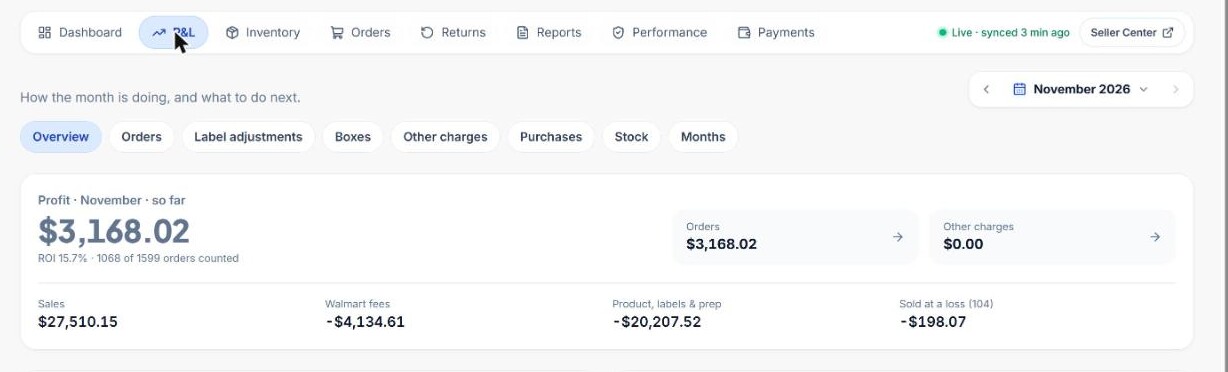 Dashboard P&L Inventory Orders Returns Reports Performance Payments Live · synced 3 min ago Seller Center
How the month is doing, and what to do next. November 2026
Overview Orders Label adjustments Boxes Other charges Purchases Stock Months
Profit · November · so far
$3,168.02
ROI 15.7% · 1068 of 1599 orders counted
Orders
$3,168.02
Other charges
$0.00
Sales
$27,510.15
Walmart fees
-$4,134.61
Product, labels & prep
-$20,207.52
Sold at a loss (104)
-$198.07